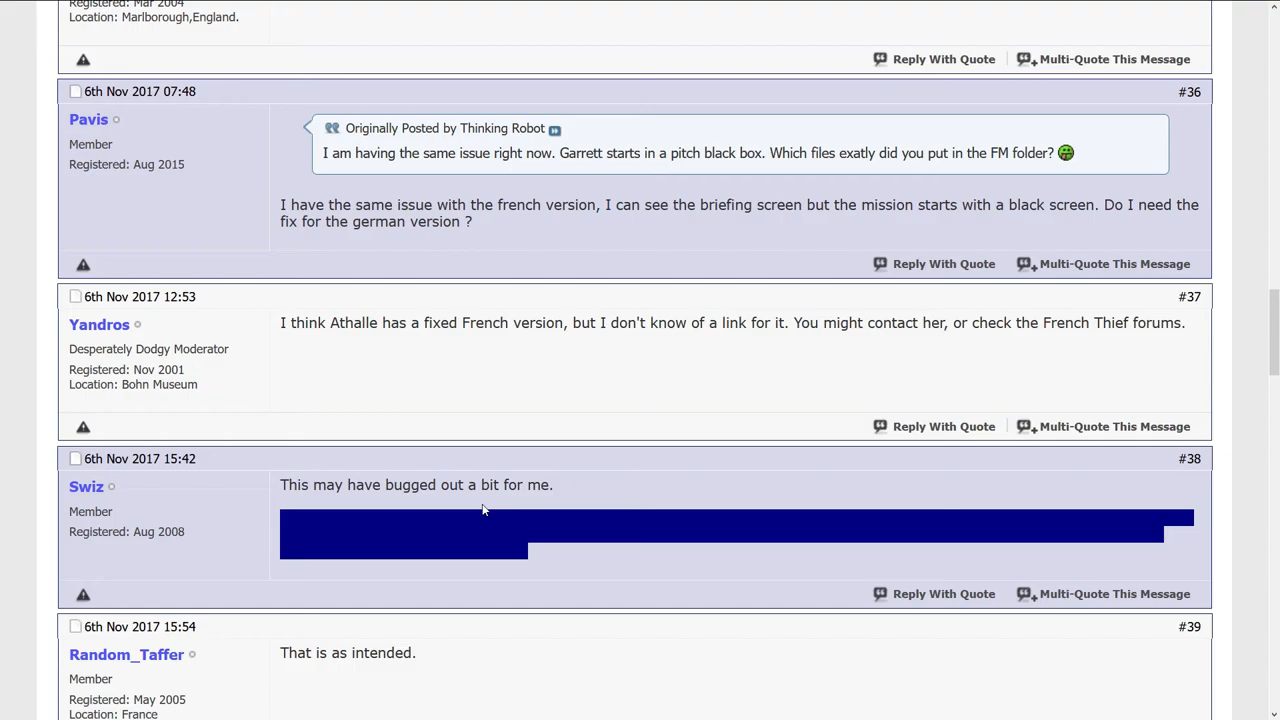 Registered: Mar 2004
Location: Marlborough,England.
Reply With Quote
Multi-Quote This Message
6th Nov 2017 07:48
#36
Pavis
Member
Registered: Aug 2015
Originally Posted by Thinking Robot
I am having the same issue right now. Garrett starts in a pitch black box. Which files exatly did you put in the FM folder?
I have the same issue with the french version, I can see the briefing screen but the mission starts with a black screen. Do I need the
fix for the german version ?
Reply With Quote
Multi-Quote This Message
6th Nov 2017 12:53
#37
Yandros
Desperately Dodgy Moderator
Registered: Nov 2001
Location: Bohn Museum
I think Athalle has a fixed French version, but I don't know of a link for it. You might contact her, or check the French Thief forums.
Reply With Quote
Multi-Quote This Message
6th Nov 2017 15:42
#38
Swiz
Member
Registered: Aug 2008
This may have bugged out a bit for me.
Reply With Quote
Multi-Quote This Message
6th Nov 2017 15:54
#39
Random_Taffer
Member
Registered: May 2005
Location: France
That is as intended.